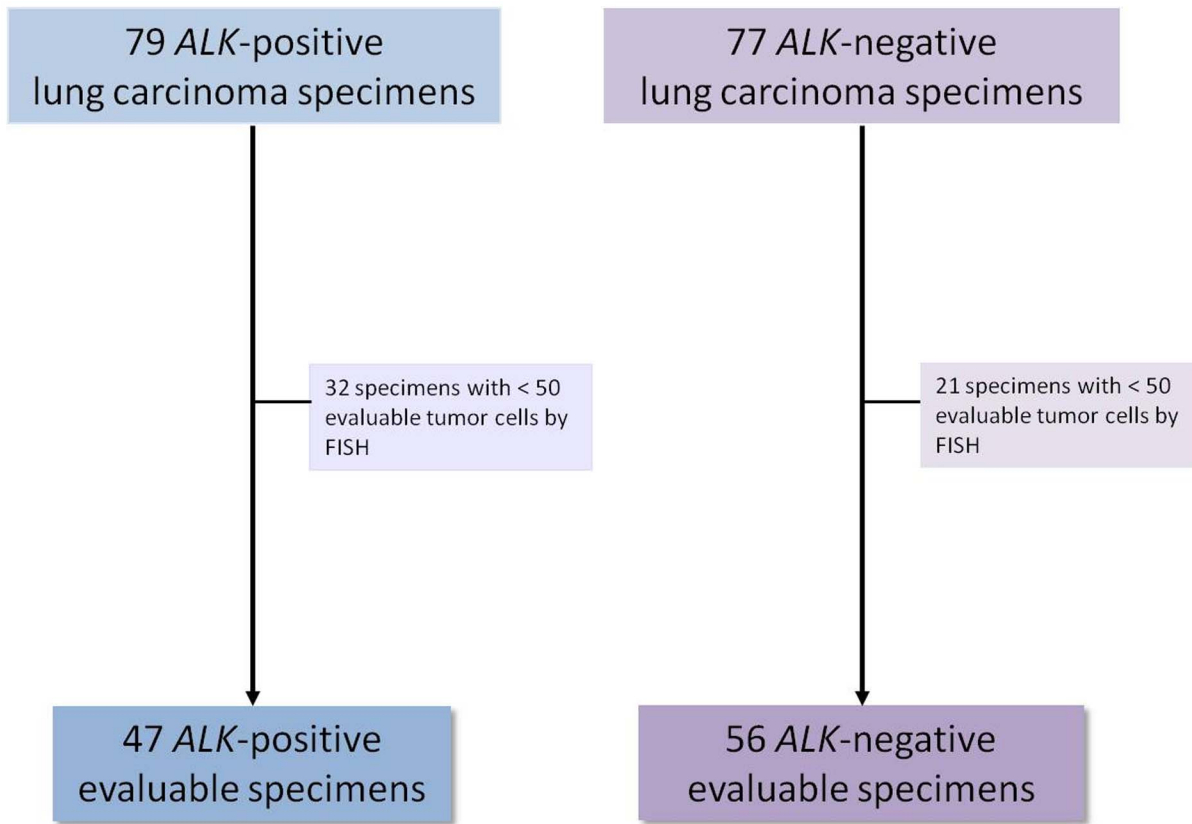 79 ALK-positive
lung carcinoma specimens
77 ALK-negative
lung carcinoma specimens
32 specimens with < 50
evaluable tumor cells by
FISH
21 specimens with < 50
evaluable tumor cells by
FISH
47 ALK-positive
evaluable specimens
56 ALK-negative
evaluable specimens